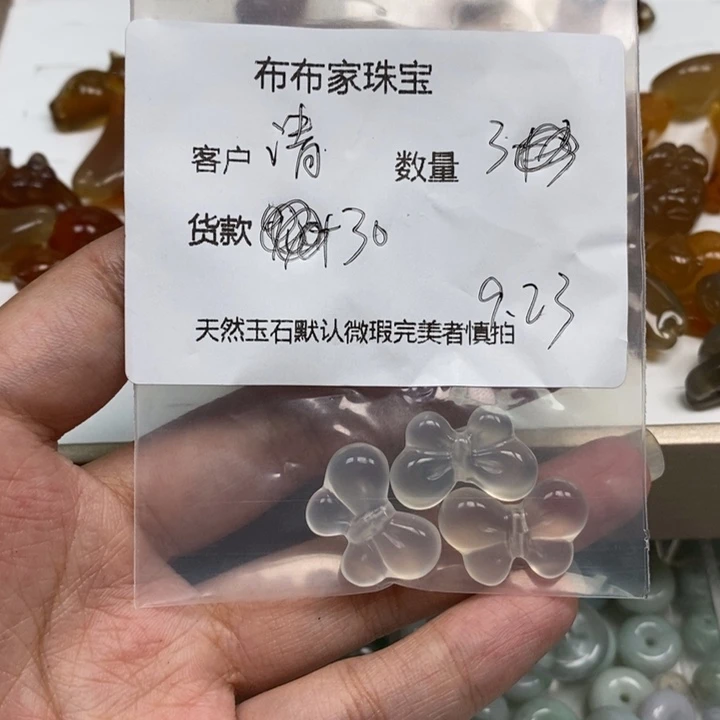 布布家珠宝
客户 清 数量 3
货款 30
9.23
天然玉石默认微瑕完美者慎拍